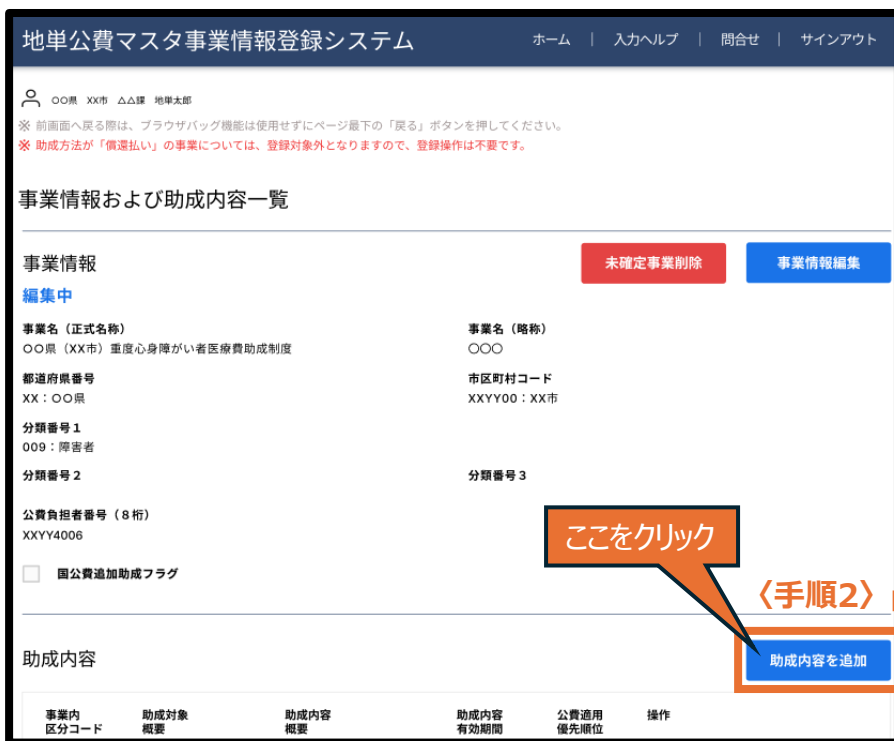 地単公費マスタ事業情報登録システム
ホーム | 入力ヘルプ | 問合せ | サインアウト
〇〇県 XX市 △△課 地単太郎
※ 前画面へ戻る際は、ブラウザバッグ機能は使用せずにページ最下の「戻る」ボタンを押してください。
※ 助成方法が「償還払い」の事業については、登録対象外となりますので、登録操作は不要です。
事業情報および助成内容一覧
事業情報
未確定事業削除
事業情報編集
編集中
事業名（正式名称）
〇〇県（XX市）重度心身障がい者医療費助成制度
事業名（略称）
〇〇〇
都道府県番号
XX：〇〇県
市区町村コード
XXYY00：XX市
分類番号１
009：障害者
分類番号２
分類番号３
公費負担者番号（８桁）
XXYY4006
国公費追加助成フラグ
ここをクリック
〈手順2〉
助成内容
助成内容を追加
事業内
区分コード
助成対象
概要
助成内容
概要
助成内容
有効期間
公費適用
優先順位
操作